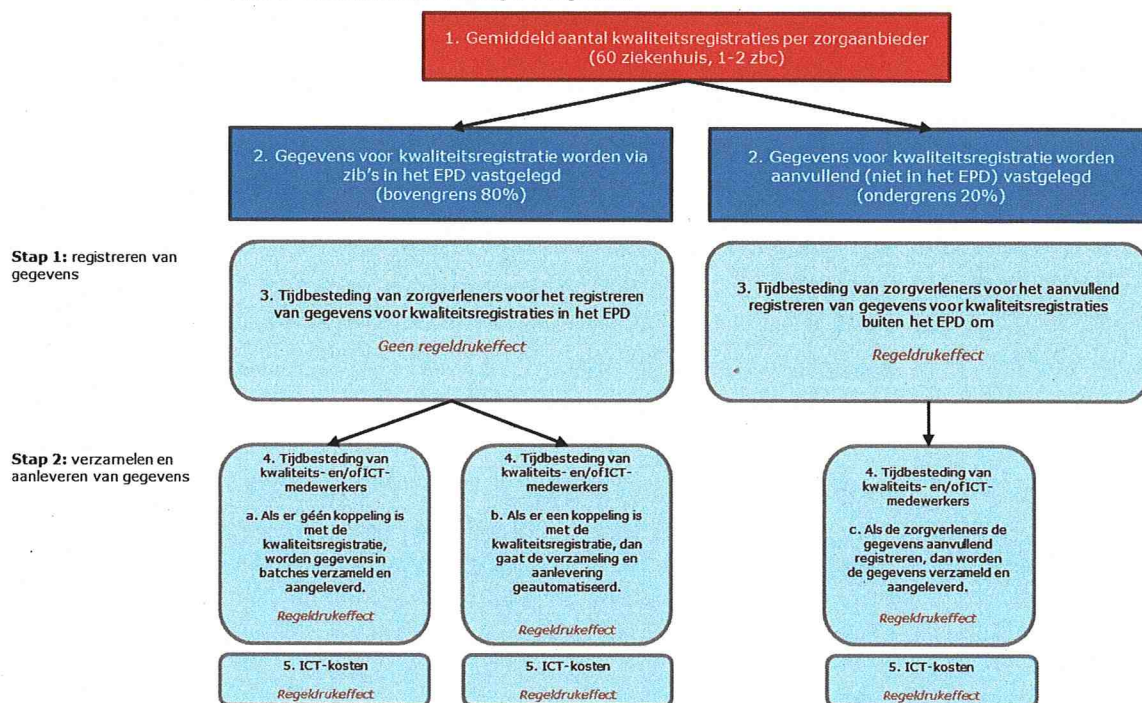 1. Gemiddeld aantal kwaliteitsregistraties per zorgaanbieder
(60 ziekenhuis, 1-2 zbc)
2. Gegevens voor kwaliteitsregistratie worden via
zib's in het EPD vastgelegd
(bovengrens 80%)
2. Gegevens voor kwaliteitsregistratie worden
aanvullend (niet in het EPD) vastgelegd
(ondergrens 20%)
Stap 1: registreren van
gegevens
3. Tijdbesteding van zorgverleners voor het registreren
van gegevens voor kwaliteitsregistraties in het EPD
Geen regeldrukeffect
3. Tijdbesteding van zorgverleners voor het aanvullend
registreren van gegevens voor kwaliteitsregistraties
buiten het EPD om
Regeldrukeffect
Stap 2: verzamelen en
aanleveren van gegevens
4. Tijdbesteding van
kwaliteits- en/of ICT-
medewerkers
a. Als er géén koppeling is
met de
kwaliteitsregistratie,
worden gegevens in
batches verzameld en
aangeleverd.
Regeldrukeffect
4. Tijdbesteding van
kwaliteits- en/of ICT-
medewerkers
b. Als er een koppeling is
met de
kwaliteitsregistratie, dan
gaat de verzameling en
aanlevering
geautomatiseerd.
Regeldrukeffect
4. Tijdbesteding van
kwaliteits- en/of ICT-
medewerkers
c. Als de zorgverleners de
gegevens aanvullend
registreren, dan worden
de gegevens verzameld en
aangeleverd.
Regeldrukeffect
5. ICT-kosten
Regeldrukeffect
5. ICT-kosten
Regeldrukeffect
5. ICT-kosten
Regeldrukeffect